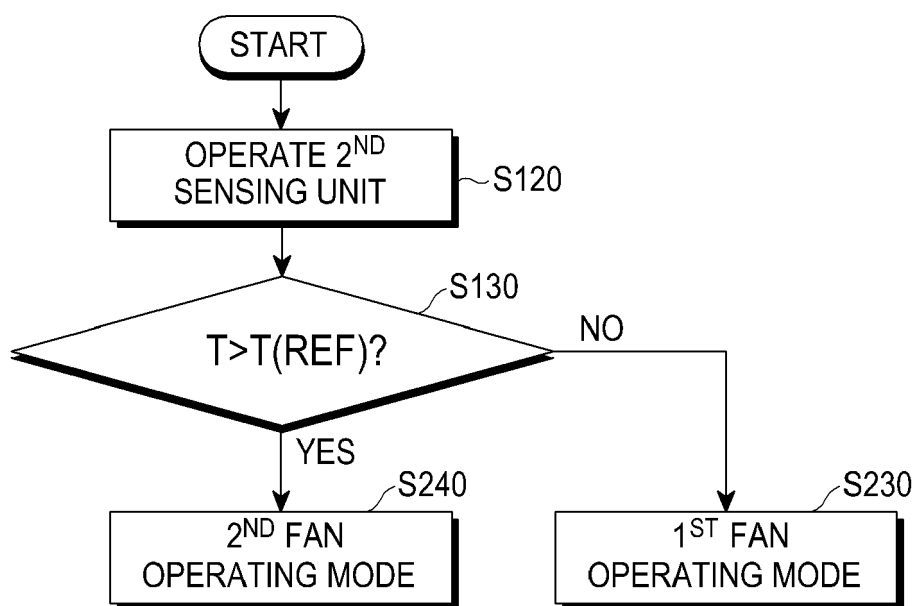 START
OPERATE 2ND
SENSING UNIT
S120
S130
T>T(REF)?
NO
YES
S240
S230
2ND FAN
OPERATING MODE
1ST FAN
OPERATING MODE